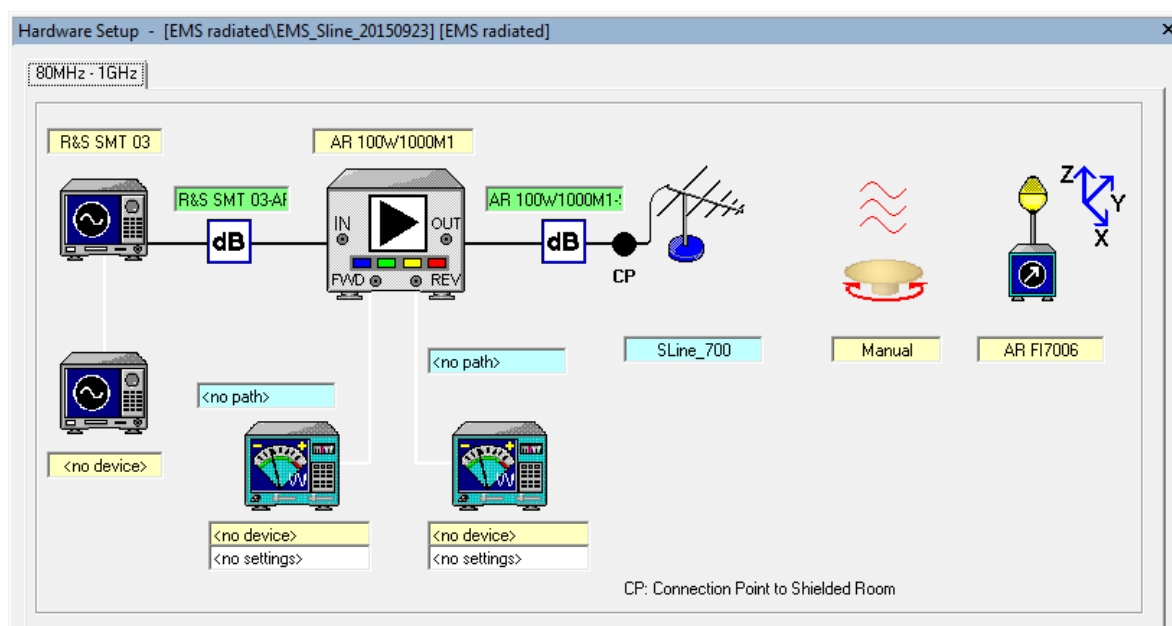 Hardware Setup - [EMS radiated\EMS_Sline_20150923] [EMS radiated]
80MHz - 1GHz
R&S SMT 03
AR 100W1000M1
R&S SMT 03-AF
AR 100W1000M1-
IN
OUT
dB
dB
FWD
REV
CP
Z
Y
X
<no path>
SLine_700
Manual
AR FI7006
<no path>
<no device>
<no device>
<no settings>
<no device>
<no settings>
CP: Connection Point to Shielded Room